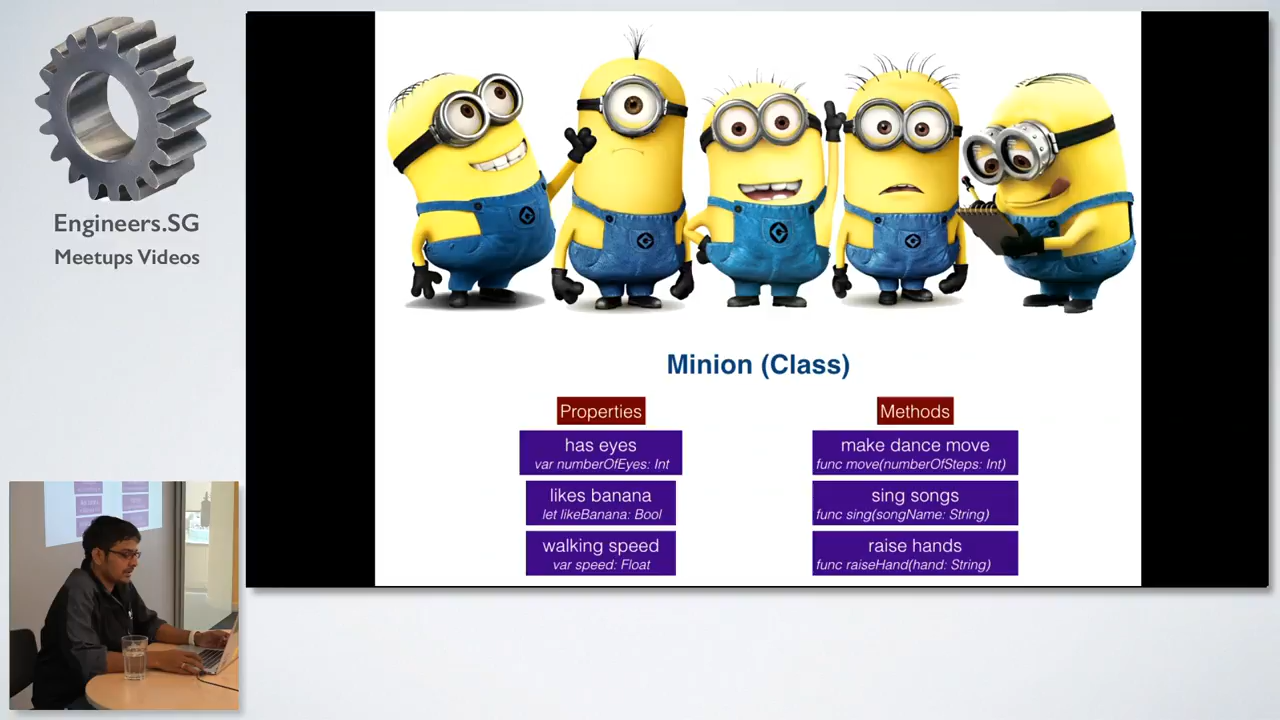 Engineers.SG
Meetups Videos
Minion (Class)
Properties
has eyes
var numberOfEyes: Int
likes banana
let likeBanana: Bool
walking speed
var speed: Float
Methods
make dance move
func move(numberOfSteps: Int)
sing songs
func sing(songName: String)
raise hands
func raiseHand(hand: String)